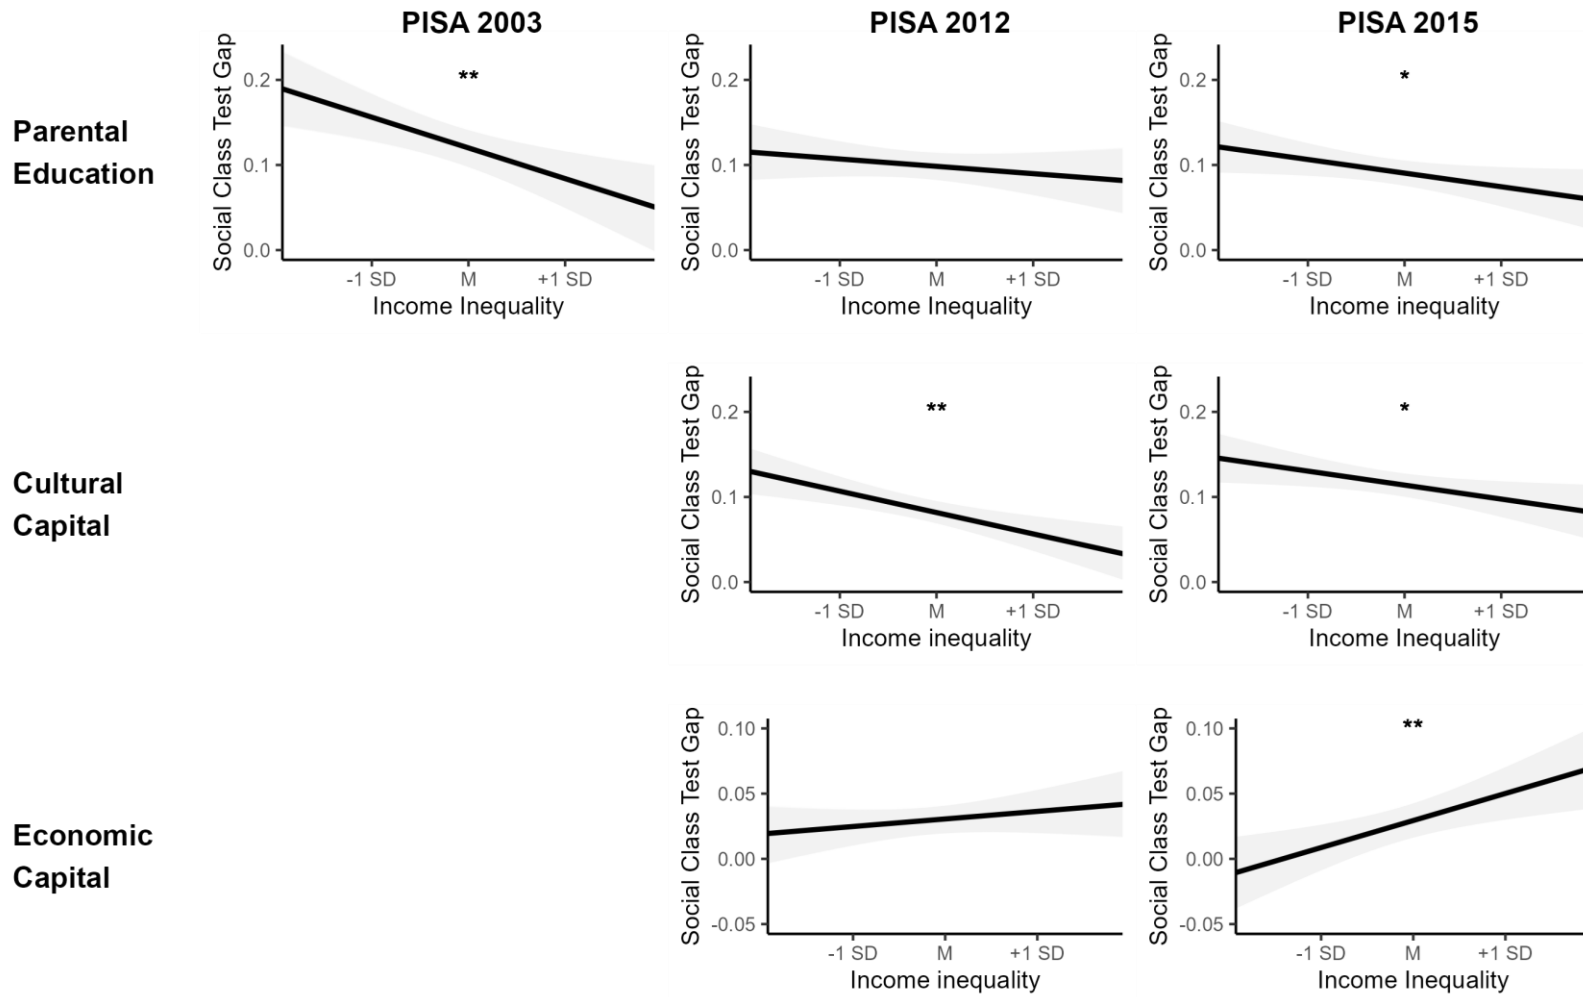 PISA 2003
PISA 2012
PISA 2015
Parental
Education
Social Class Test Gap
0.2
0.1
0.0
**
-1 SD
M
+1 SD
Income Inequality
Social Class Test Gap
0.2
0.1
0.0
-1 SD
M
+1 SD
Income Inequality
Social Class Test Gap
0.2
0.1
0.0
*
-1 SD
M
+1 SD
Income inequality
Cultural
Capital
Social Class Test Gap
0.2
0.1
0.0
**
-1 SD
M
+1 SD
Income inequality
Social Class Test Gap
0.2
0.1
0.0
*
-1 SD
M
+1 SD
Income Inequality
Economic
Capital
Social Class Test Gap
0.10
0.05
0.00
-0.05
-1 SD
M
+1 SD
Income inequality
Social Class Test Gap
0.10
0.05
0.00
-0.05
**
-1 SD
M
+1 SD
Income Inequality